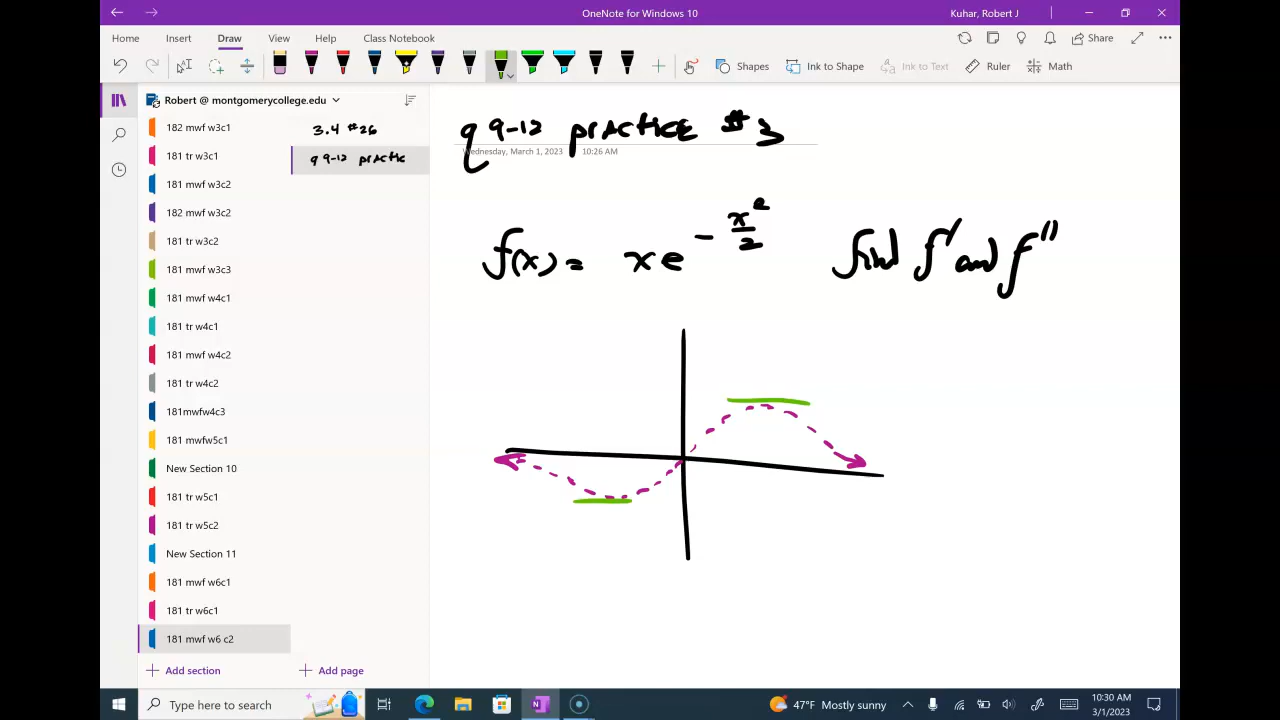 OneNote for Windows 10
Kuhar, Robert J
Home Insert Draw View Help Class Notebook
Share
Shapes Ink to Shape Ink to Text Ruler Math
Robert @ montgomerycollege.edu
182 mwf w3c1
181 tr w3c1
181 mwf w3c2
182 mwf w3c2
181 tr w3c2
181 mwf w3c3
181 mwf w4c1
181 tr w4c1
181 mwf w4c2
181 tr w4c2
181mwfw4c3
181 mwfw5c1
New Section 10
181 tr w5c1
181 tr w5c2
New Section 11
181 mwf w6c1
181 tr w6c1
181 mwf w6 c2
Add section
3.4 #26
q 9-12 practic
Add page
q 9-12 practice #3
Wednesday, March 1, 2023 10:26 AM
f(x) = xe^{-x²/2} find f' and f''
Type here to search
47°F Mostly sunny
10:30 AM
3/1/2023